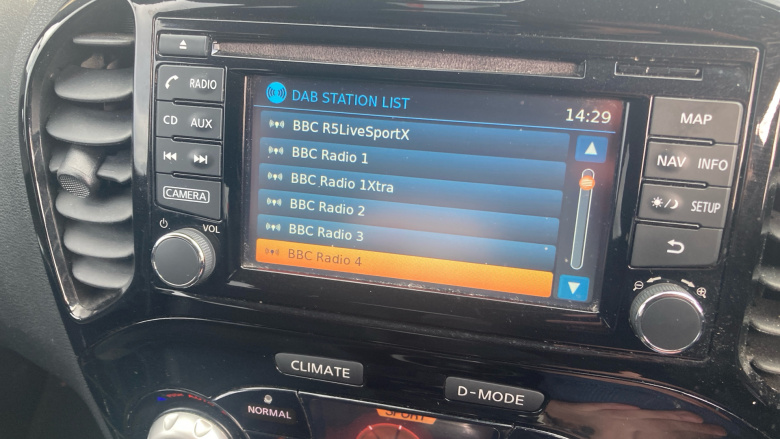 RADIO
CD AUX
CAMERA
VOL
DAB STATION LIST
14:29
BBC R5LiveSportX
BBC Radio 1
BBC Radio 1Xtra
BBC Radio 2
BBC Radio 3
BBC Radio 4
MAP
NAV INFO
SETUP
CLIMATE
D-MODE
NORMAL
SPORT